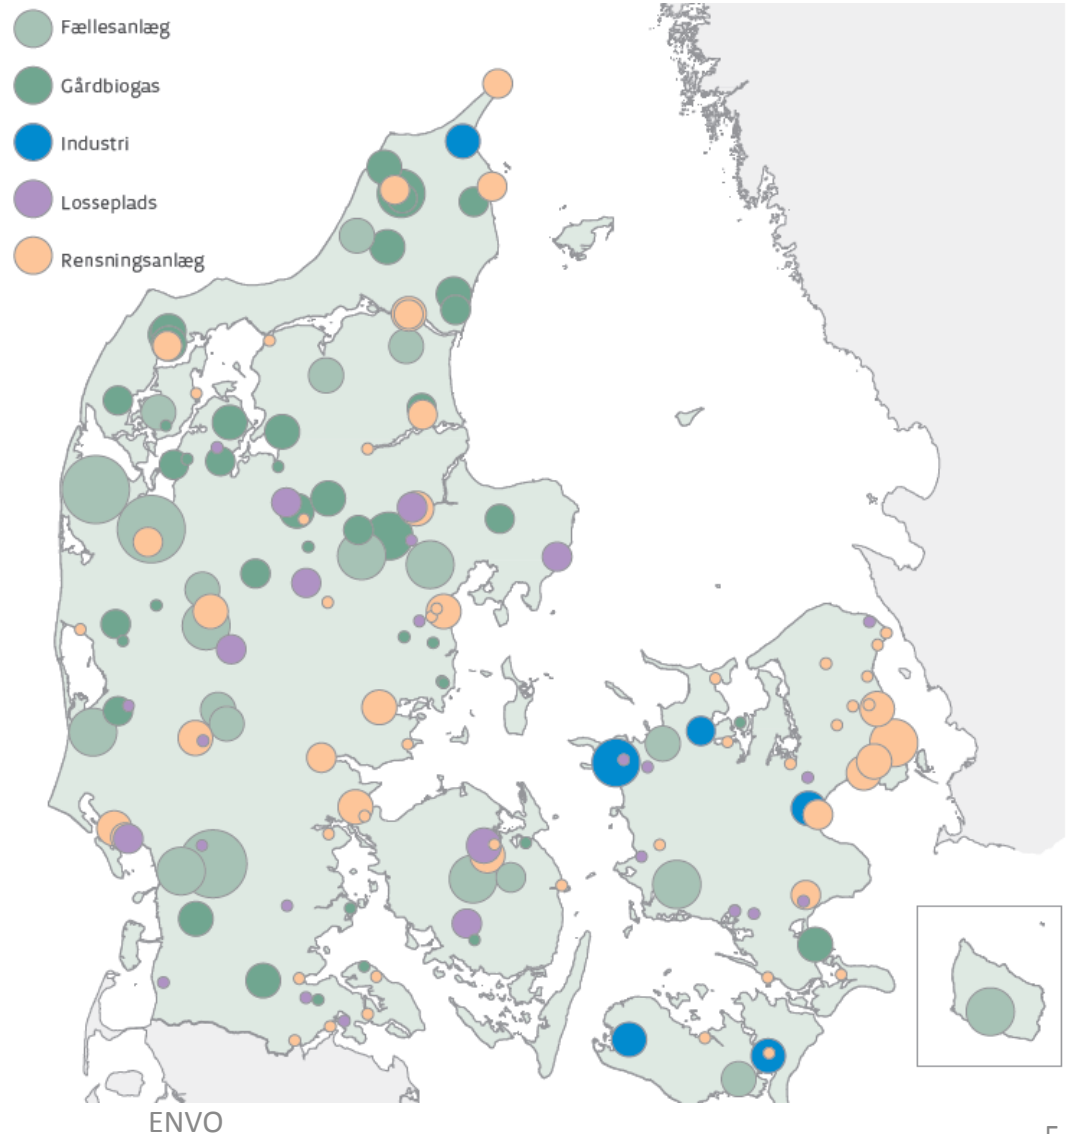 Fællesanlæg
Gårdbiogas
Industri
Losseplads
Rensningsanlæg
ENVO